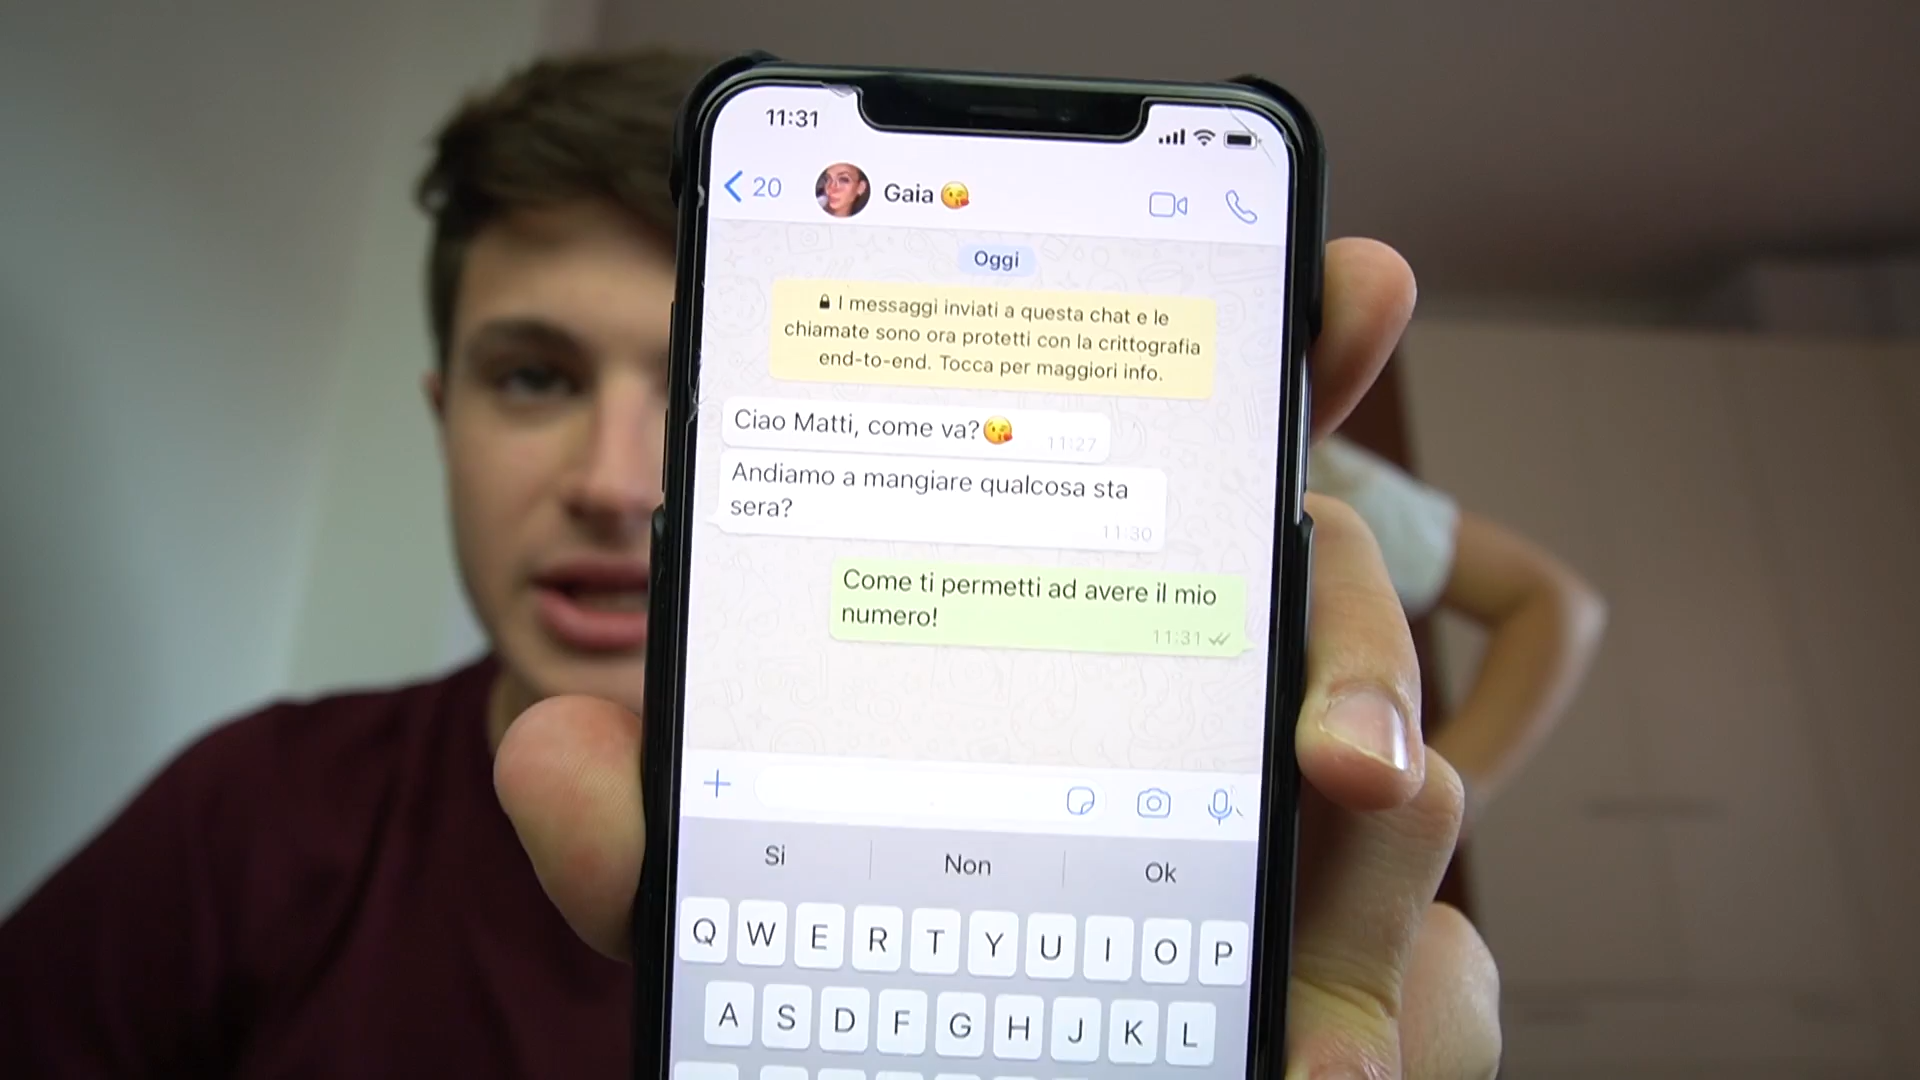 11:31
20
Gaia 😘
Oggi
🔒 I messaggi inviati a questa chat e le
chiamate sono ora protetti con la crittografia
end-to-end. Tocca per maggiori info.
Ciao Matti, come va?😘
11:27
Andiamo a mangiare qualcosa sta
sera?
11:30
Come ti permetti ad avere il mio
numero!
11:31
Si Non Ok
Q W E R T Y U I O P
A S D F G H J K L